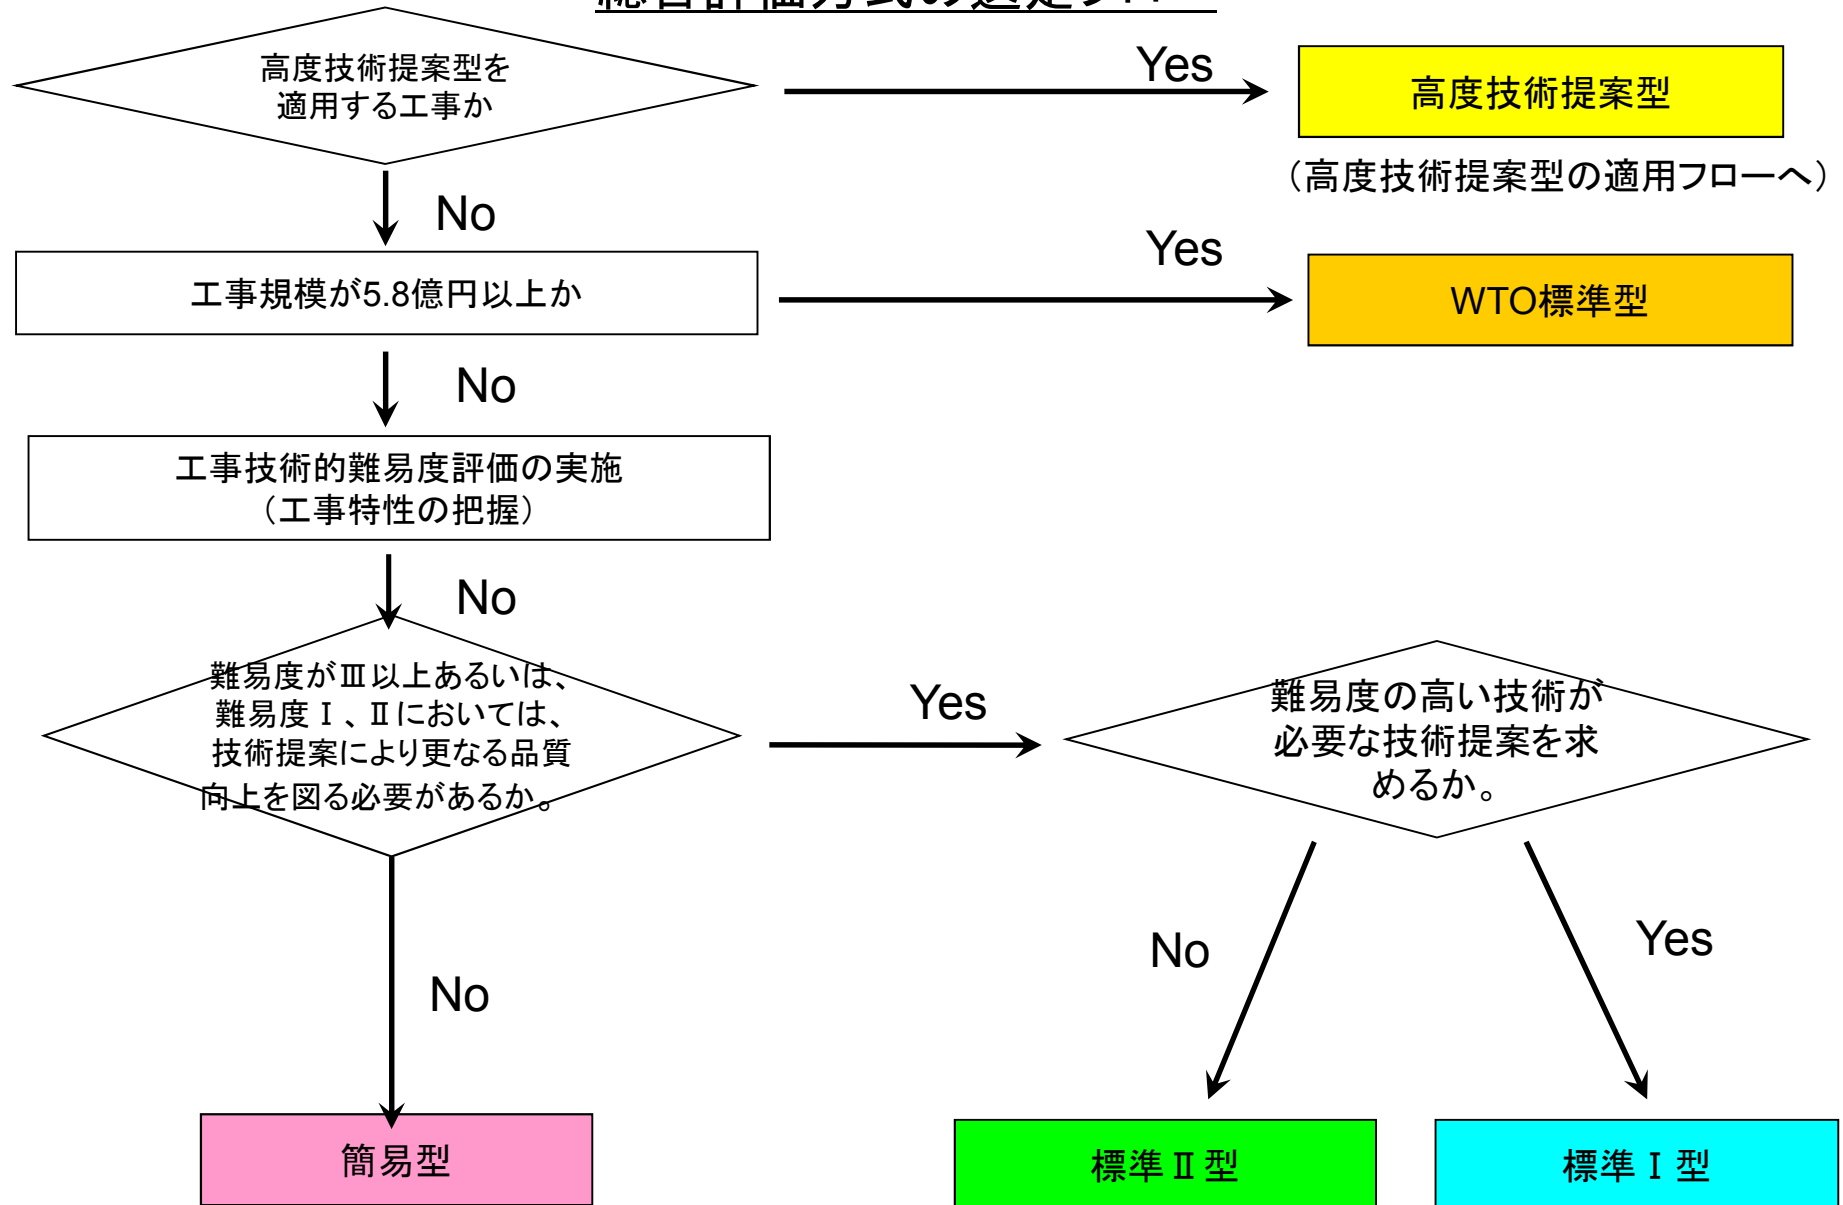 高度技術提案型を
適用する工事か
Yes
高度技術提案型
（高度技術提案型の適用フローへ）
No
工事規模が5.8億円以上か
Yes
WTO標準型
No
工事技術的難易度評価の実施
（工事特性の把握）
No
難易度がⅢ以上あるいは、
難易度Ⅰ、Ⅱにおいては、
技術提案により更なる品質
向上を図る必要があるか。
Yes
難易度の高い技術が
必要な技術提案を求
めるか。
No
No
Yes
簡易型
標準Ⅱ型
標準Ⅰ型